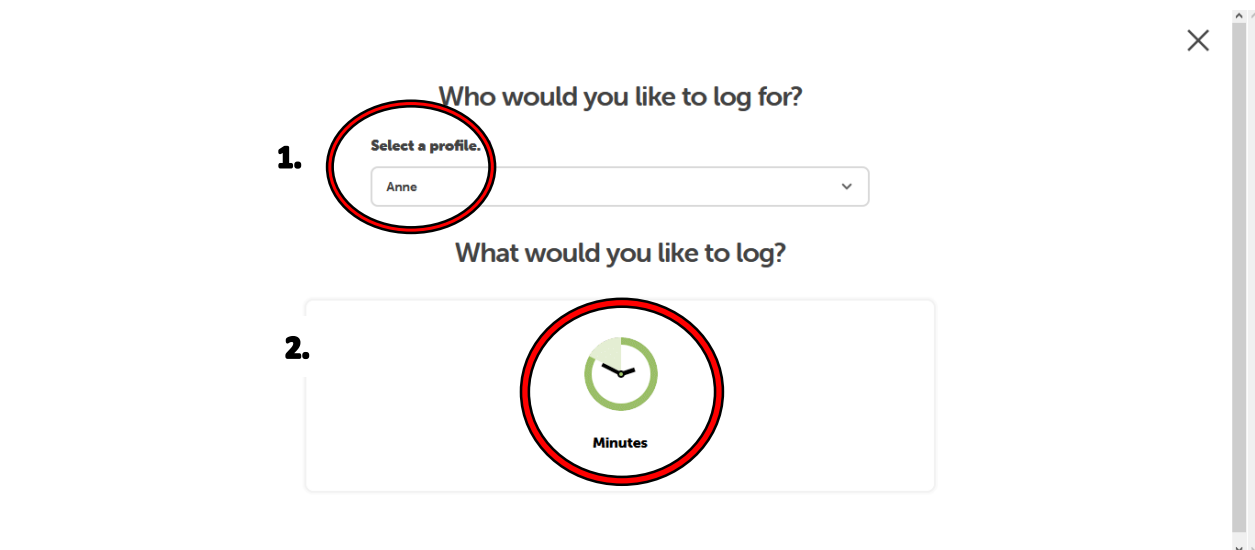 Who would you like to log for?
1.
Select a profile.
Anne
What would you like to log?
2.
Minutes